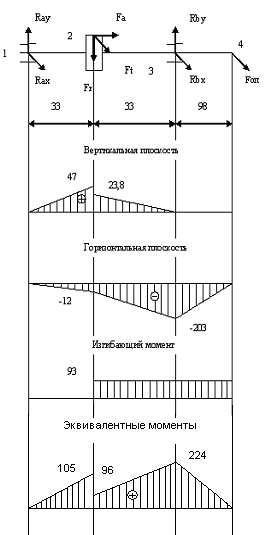 Ray
Fa
Rby
2
4
1
Rax
Ft
3
Rbx
Fr
Fоп
33
33
98
Вертикальная плоскость
47
23,8
Горизонтальная плоскость
-12
-203
Изгибающий момент
93
Эквивалентные моменты
105
96
224